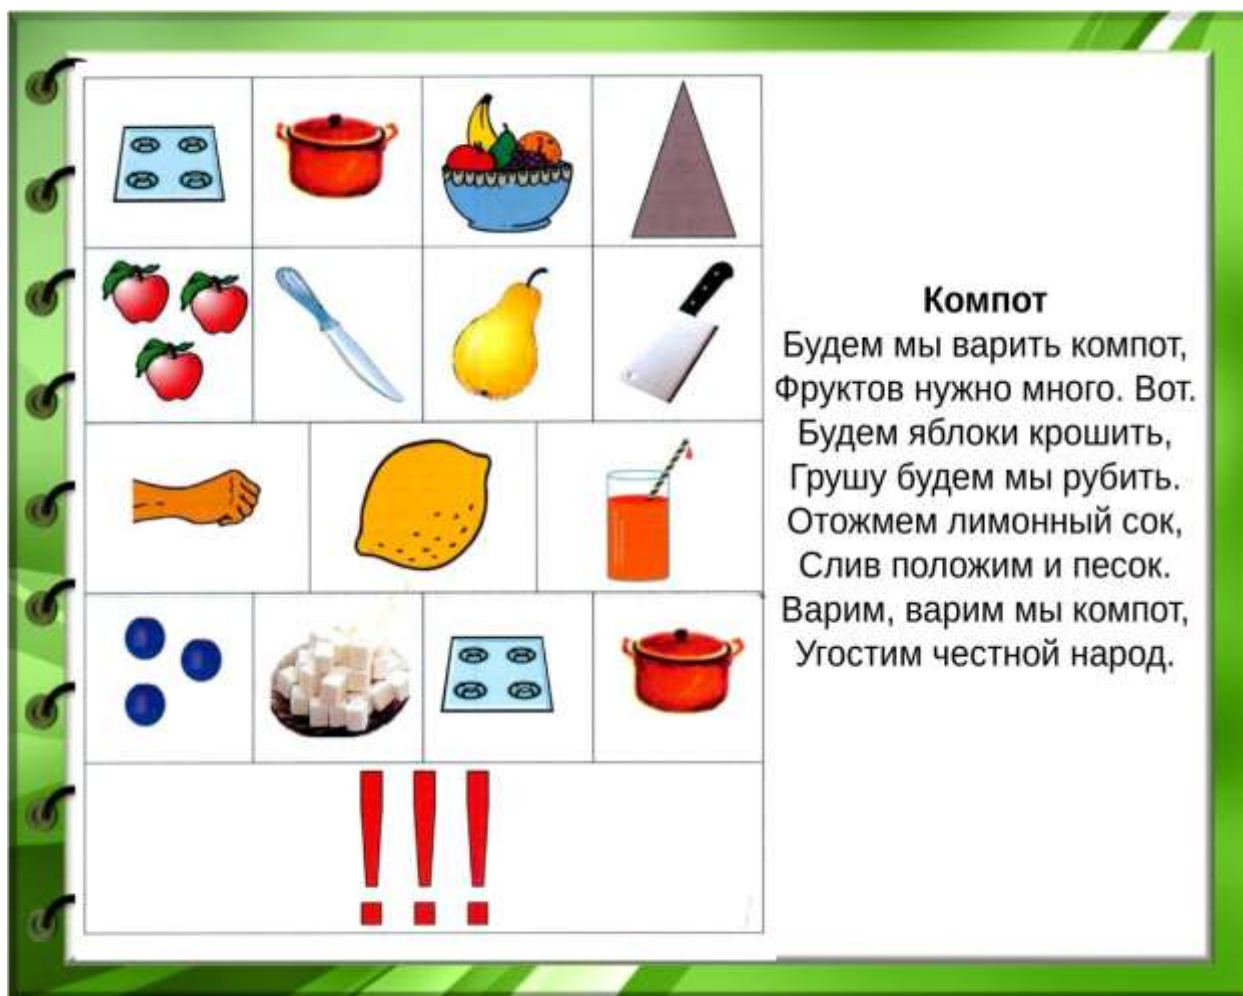 Компот
Будем мы варить компот,
Фруктов нужно много. Вот.
Будем яблоки крошить,
Грушу будем мы рубить.
Отожмем лимонный сок,
Слив положим и песок.
Варим, варим мы компот,
Угостим честной народ.
!!!